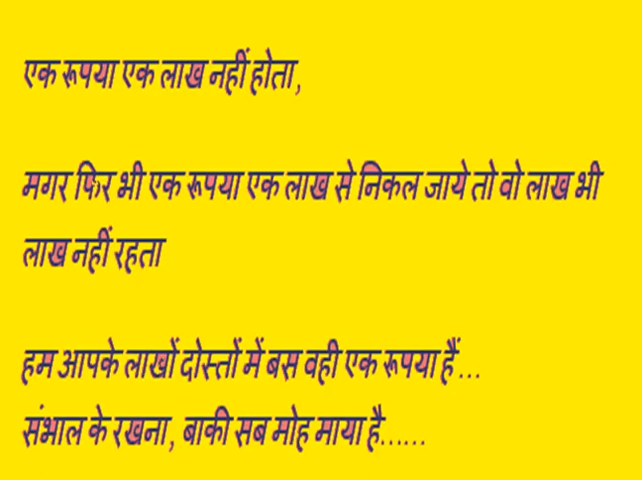 एक रूपया एक लाख नहीं होता,
मगर फिर भी एक रूपया एक लाख से निकल जाये तो वो लाख भी
लाख नहीं रहता
हम आपके लाखों दोस्तों में बस वही एक रूपया हैं...
संभाल के रखना, बाकी सब मोह माया है......